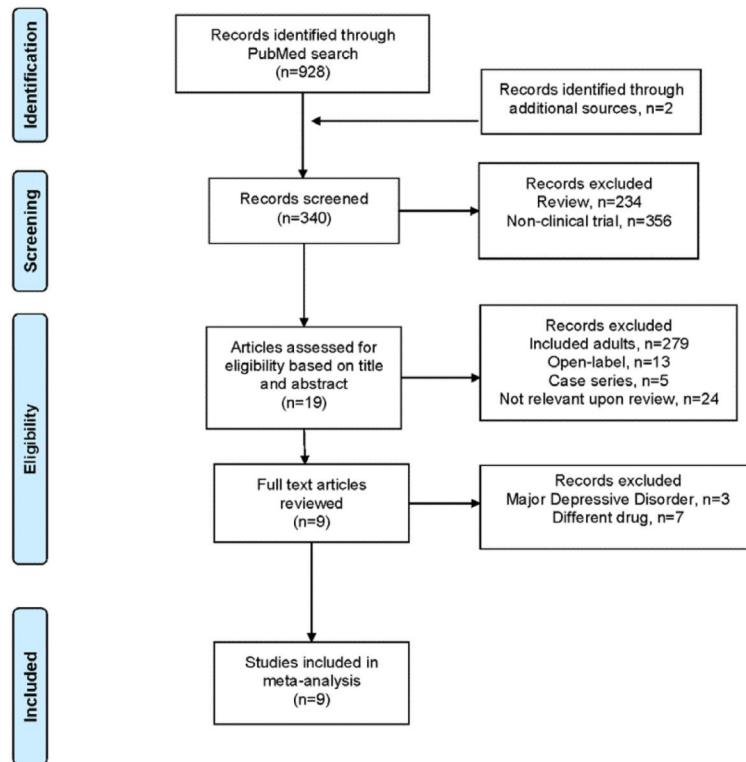 Identification
Records identified through
PubMed search
(n=928)
Records identified through
additional sources, n=2
Screening
Records screened
(n=340)
Records excluded
Review, n=234
Non-clinical trial, n=356
Eligibility
Articles assessed for
eligibility based on title
and abstract
(n=19)
Records excluded
Included adults, n=279
Open-label, n=13
Case series, n=5
Not relevant upon review, n=24
Full text articles
reviewed
(n=9)
Records excluded
Major Depressive Disorder, n=3
Different drug, n=7
Included
Studies included in
meta-analysis
(n=9)